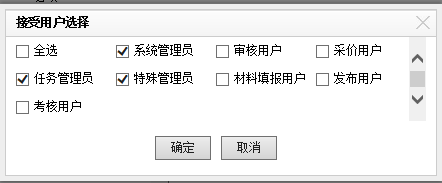 接受用户选择
全选 系统管理员 审核用户 采价用户
任务管理员 特殊管理员 材料填报用户 发布用户
考核用户
确定 取消